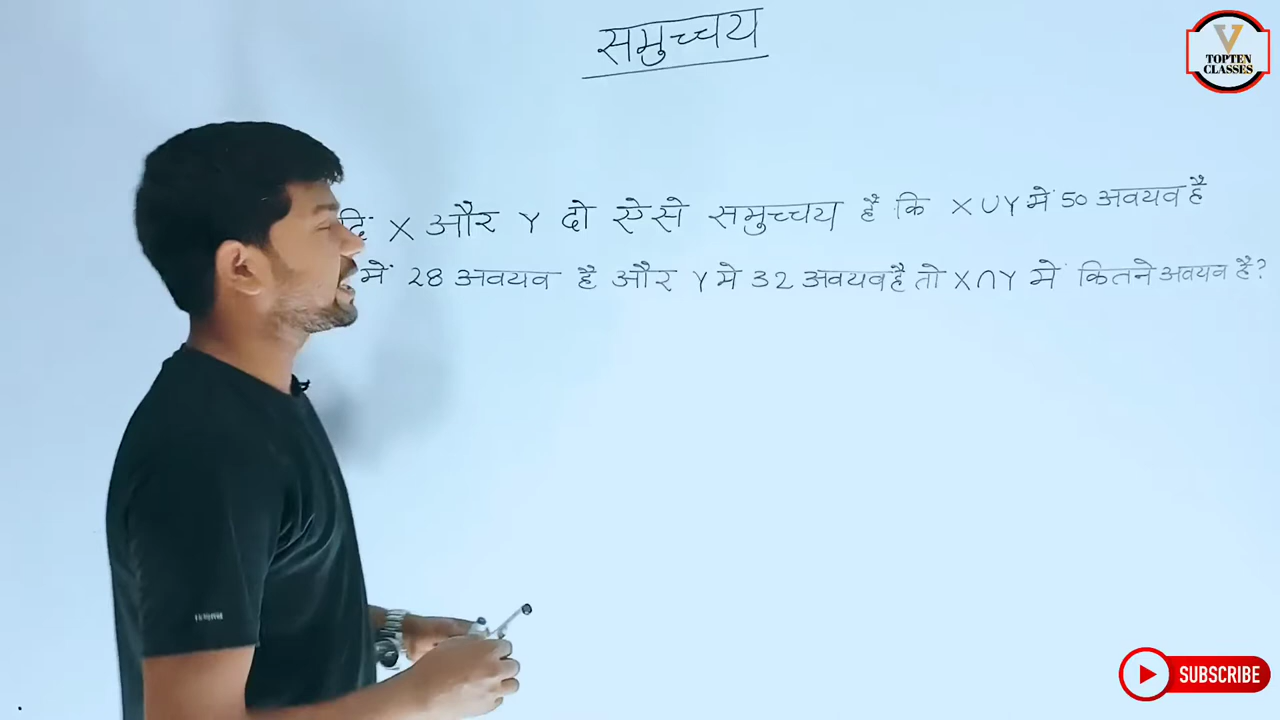 समुच्चय
V
TOPTEN
CLASSES
X और Y दो ऐसे समुच्चय हैं कि X∪Y में 50 अवयव है
में 28 अवयव है और Y मे 32 अवयव है तो X∩Y में कितने अवयव है?
SUBSCRIBE